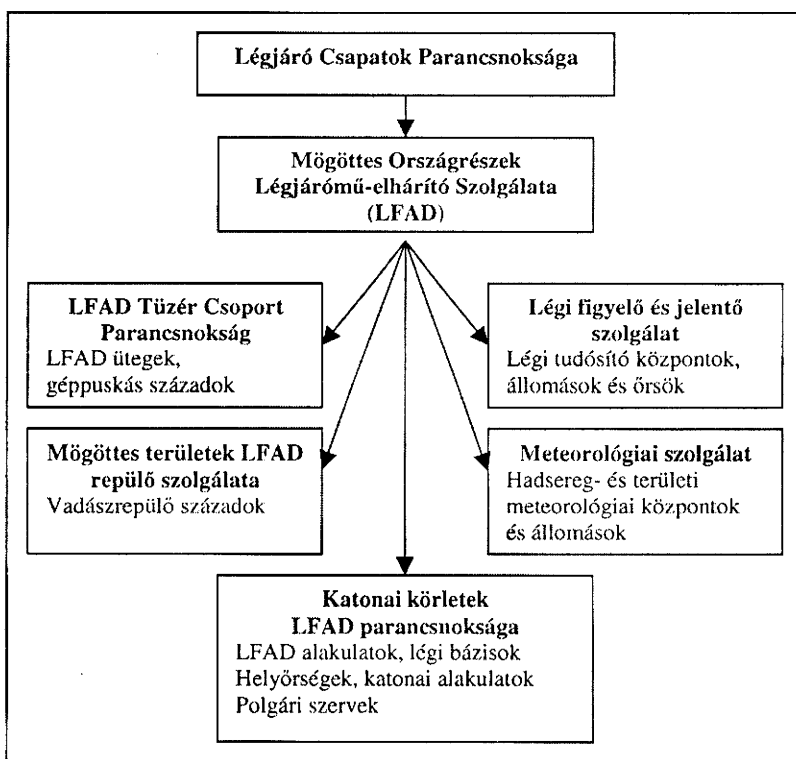 Légjáró Csapatok Parancsnoksága
Mögöttes Országrészek
Légjárómű-elhárító Szolgálata
(LFAD)
LFAD Tüzér Csoport
Parancsnokság
LFAD ütegek,
géppuskás századok
Légi figyelő és jelentő
szolgálat
Légi tudósító központok,
állomások és őrsök
Mögöttes területek LFAD
repülő szolgálata
Vadászrepülő századok
Meteorológiai szolgálat
Hadsereg- és területi
meteorológiai központok
és állomások
Katonai körletek
LFAD parancsnoksága
LFAD alakulatok, légi bázisok
Helyőrségek, katonai alakulatok
Polgári szervek